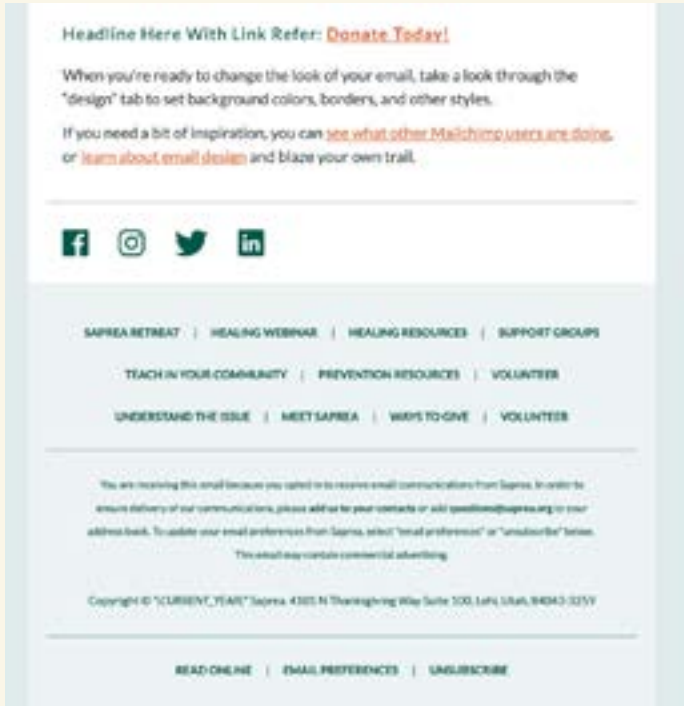 Headline Here With Link Refer: Donate Today!
When you're ready to change the look of your email, take a look through the
"design" tab to set background colors, borders, and other styles.
If you need a bit of inspiration, you can see what other Mailchimp users are doing,
or learn about email design and blaze your own trail.
SAPREA RETREAT | HEALING WEBINAR | HEALING RESOURCES | SUPPORT GROUPS
TEACH IN YOUR COMMUNITY | PREVENTION RESOURCES | VOLUNTEER
UNDERSTAND THE ISSUE | MEET SAPREA | WAYS TO GIVE | VOLUNTEER
You are receiving this email because you opted in to receive email communications from Saprea. In order to
ensure delivery of our communications, please add us to your contacts or add questions@saprea.org to your
address book. To update your email preferences from Saprea, select "email preferences" or "unsubscribe" below.
This email may contain commercial advertising.
Copyright © *|CURRENT_YEAR|* Saprea. 4101 N Thanksgiving Way Suite 100, Lehi, Utah, 84043-3259
READ ONLINE | EMAIL PREFERENCES | UNSUBSCRIBE